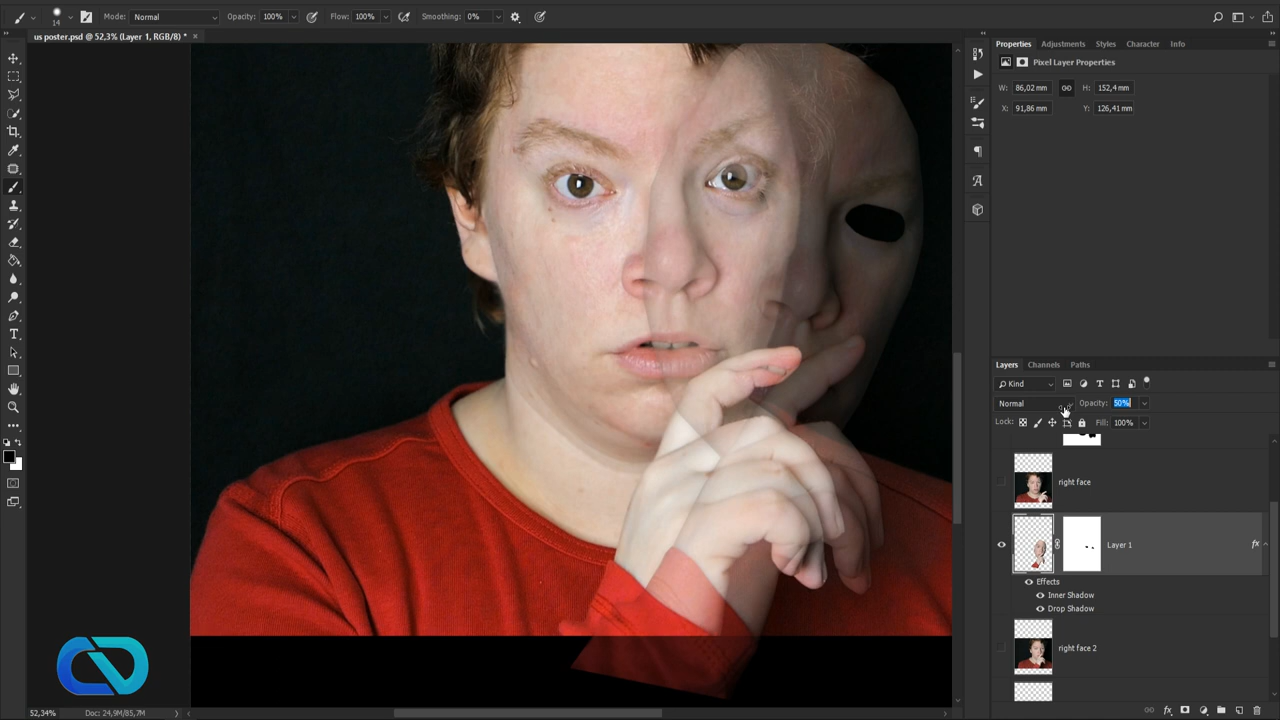 14
Mode: Normal Opacity: 100% Flow: 100% Smoothing: 0%
us poster.psd @ 52,3% (Layer 1, RGB/8) * ×
Properties Adjustments Styles Character Info
Pixel Layer Properties
W: 86,02 mm H: 152,4 mm
X: 91,86 mm Y: 126,41 mm
Layers Channels Paths
Kind
Normal Opacity: 50%
Lock: Fill: 100%
right face
Layer 1 fx
Effects
Inner Shadow
Drop Shadow
right face 2
52,34% Doc: 24,9M/85,7M
fx